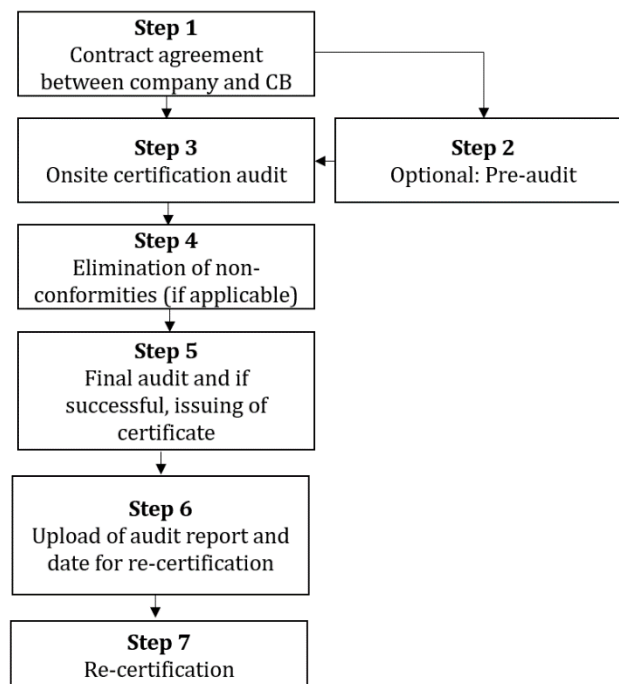 Step 1
Contract agreement
between company and CB
Step 3
Onsite certification audit
Step 2
Optional: Pre-audit
Step 4
Elimination of non-
conformities (if applicable)
Step 5
Final audit and if
successful, issuing of
certificate
Step 6
Upload of audit report and
date for re-certification
Step 7
Re-certification